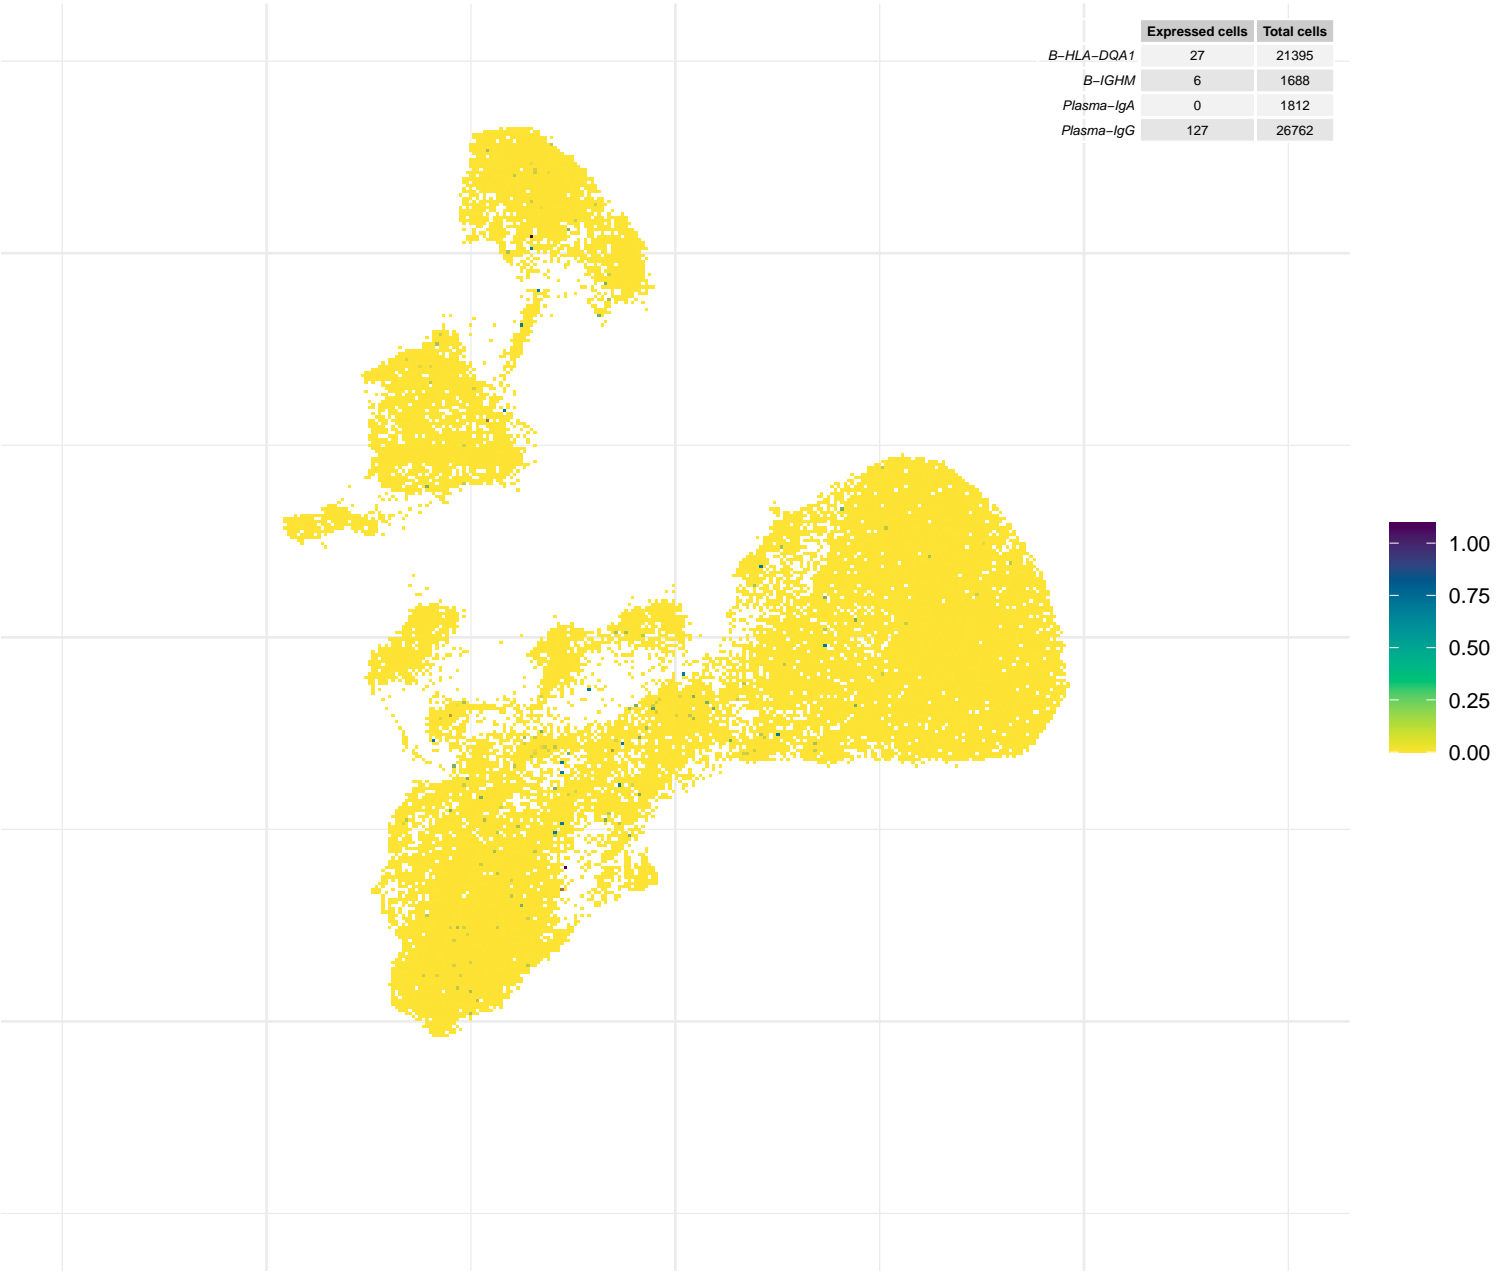 Expressed cells Total cells
B−HLA−DQA1 27 21395
B−IGHM 6 1688
Plasma−IgA 0 1812
Plasma−IgG 127 26762
1.00
0.75
0.50
0.25
0.00